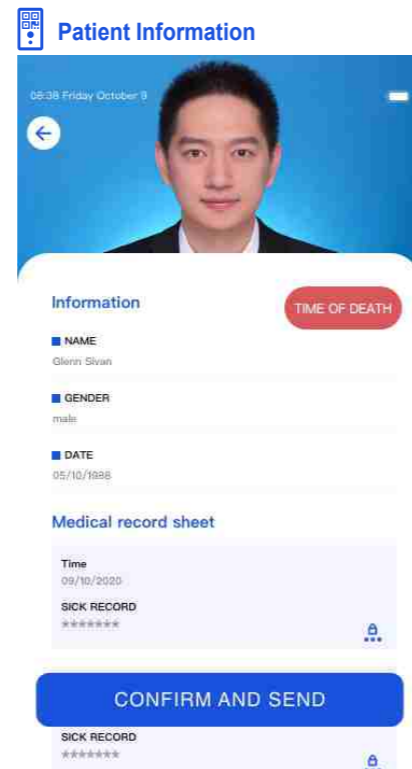 Patient Information
08:38 Friday October 9
Information
TIME OF DEATH
NAME
Glenn Sivan
GENDER
male
DATE
05/10/1988
Medical record sheet
Time
09/10/2020
SICK RECORD
*******
CONFIRM AND SEND
SICK RECORD
*******